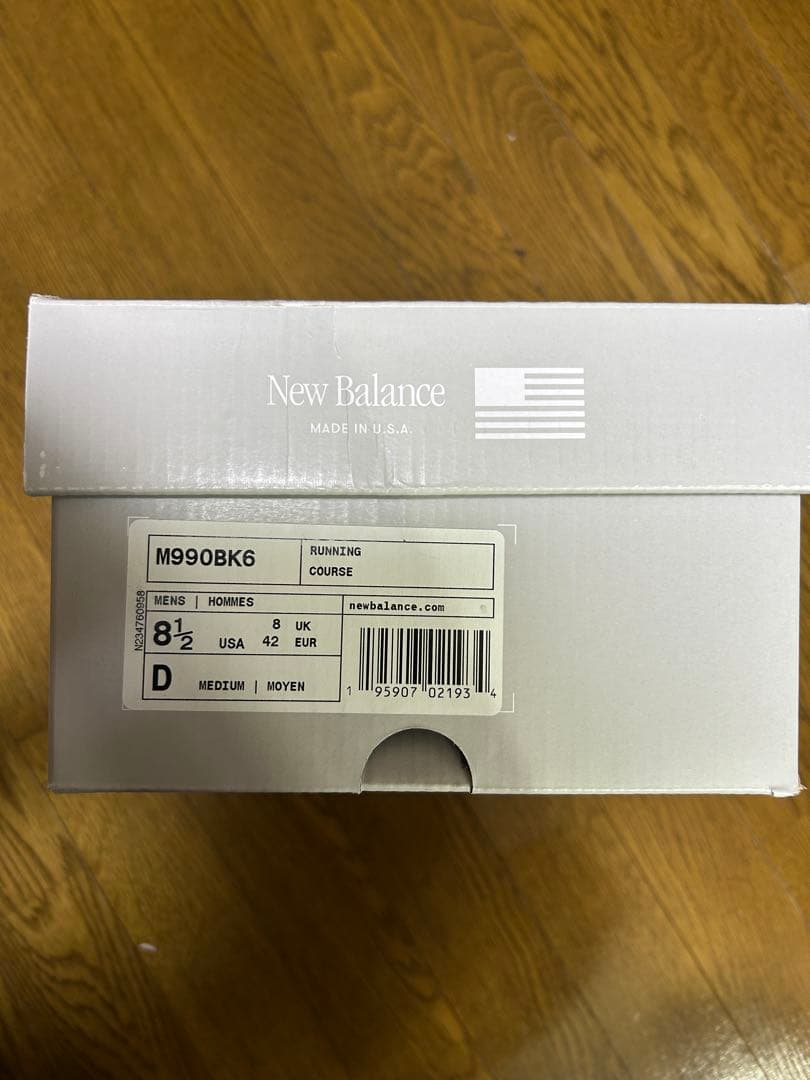 New Balance
MADE IN U.S.A.
M990BK6
RUNNING
COURSE
MENS | HOMMES
newbalance.com
8½ USA
8 UK
42 EUR
D MEDIUM | MOYEN
N234760958
1 95907 02193 4